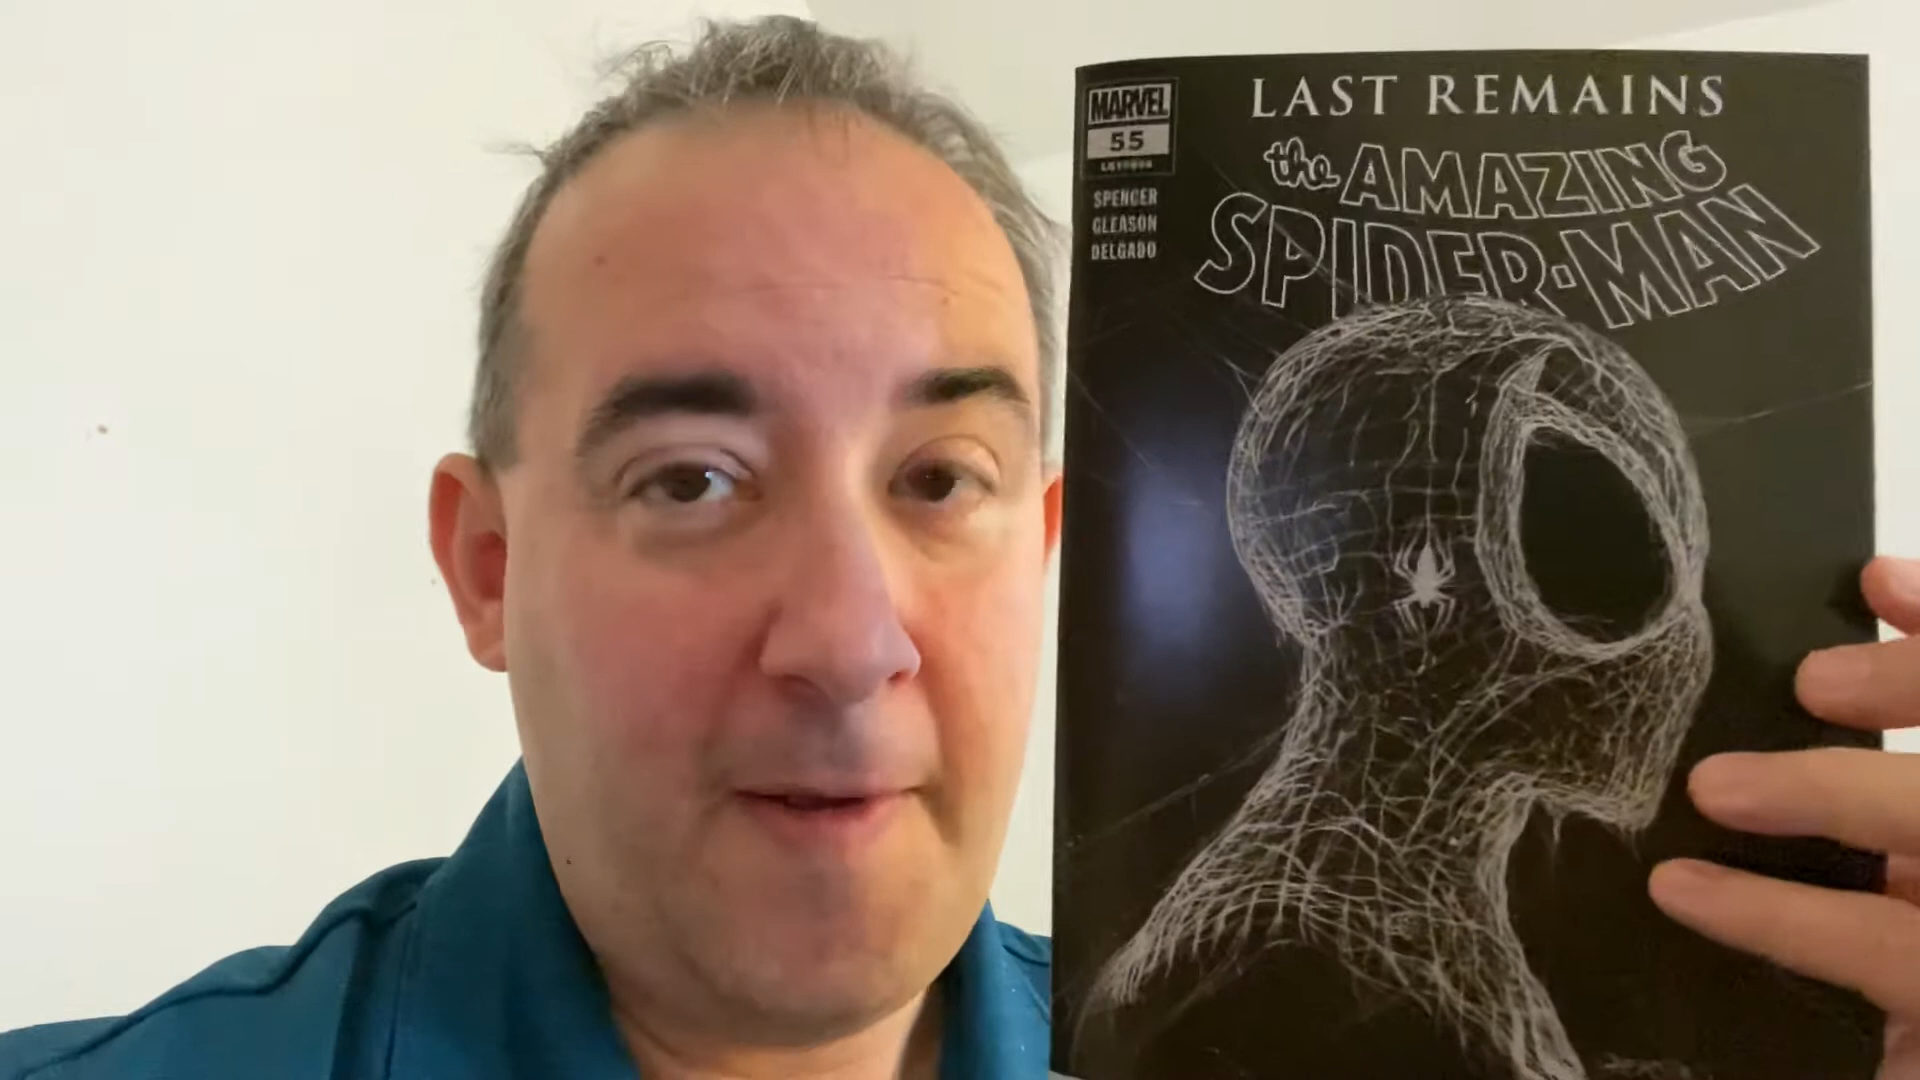 LAST REMAINS
MARVEL
55
the AMAZING
SPIDER-MAN
SPENCER
GLEASON
DELGADO